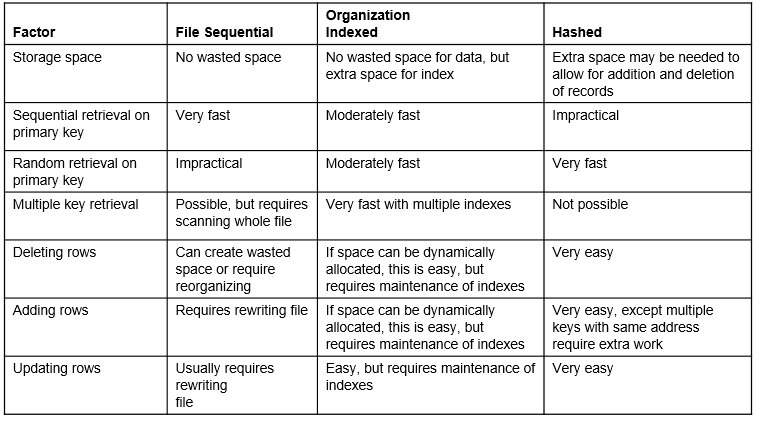 Organization
Factor File Sequential Indexed Hashed
Storage space
No wasted space
No wasted space for data, but
extra space for index
Extra space may be needed to
allow for addition and deletion
of records
Sequential retrieval on
primary key
Very fast
Moderately fast
Impractical
Random retrieval on
primary key
Impractical
Moderately fast
Very fast
Multiple key retrieval
Possible, but requires
scanning whole file
Very fast with multiple indexes
Not possible
Deleting rows
Can create wasted
space or require
reorganizing
If space can be dynamically
allocated, this is easy, but
requires maintenance of indexes
Very easy
Adding rows
Requires rewriting file
If space can be dynamically
allocated, this is easy, but
requires maintenance of indexes
Very easy, except multiple
keys with same address
require extra work
Updating rows
Usually requires
rewriting
file
Easy, but requires maintenance of
indexes
Very easy